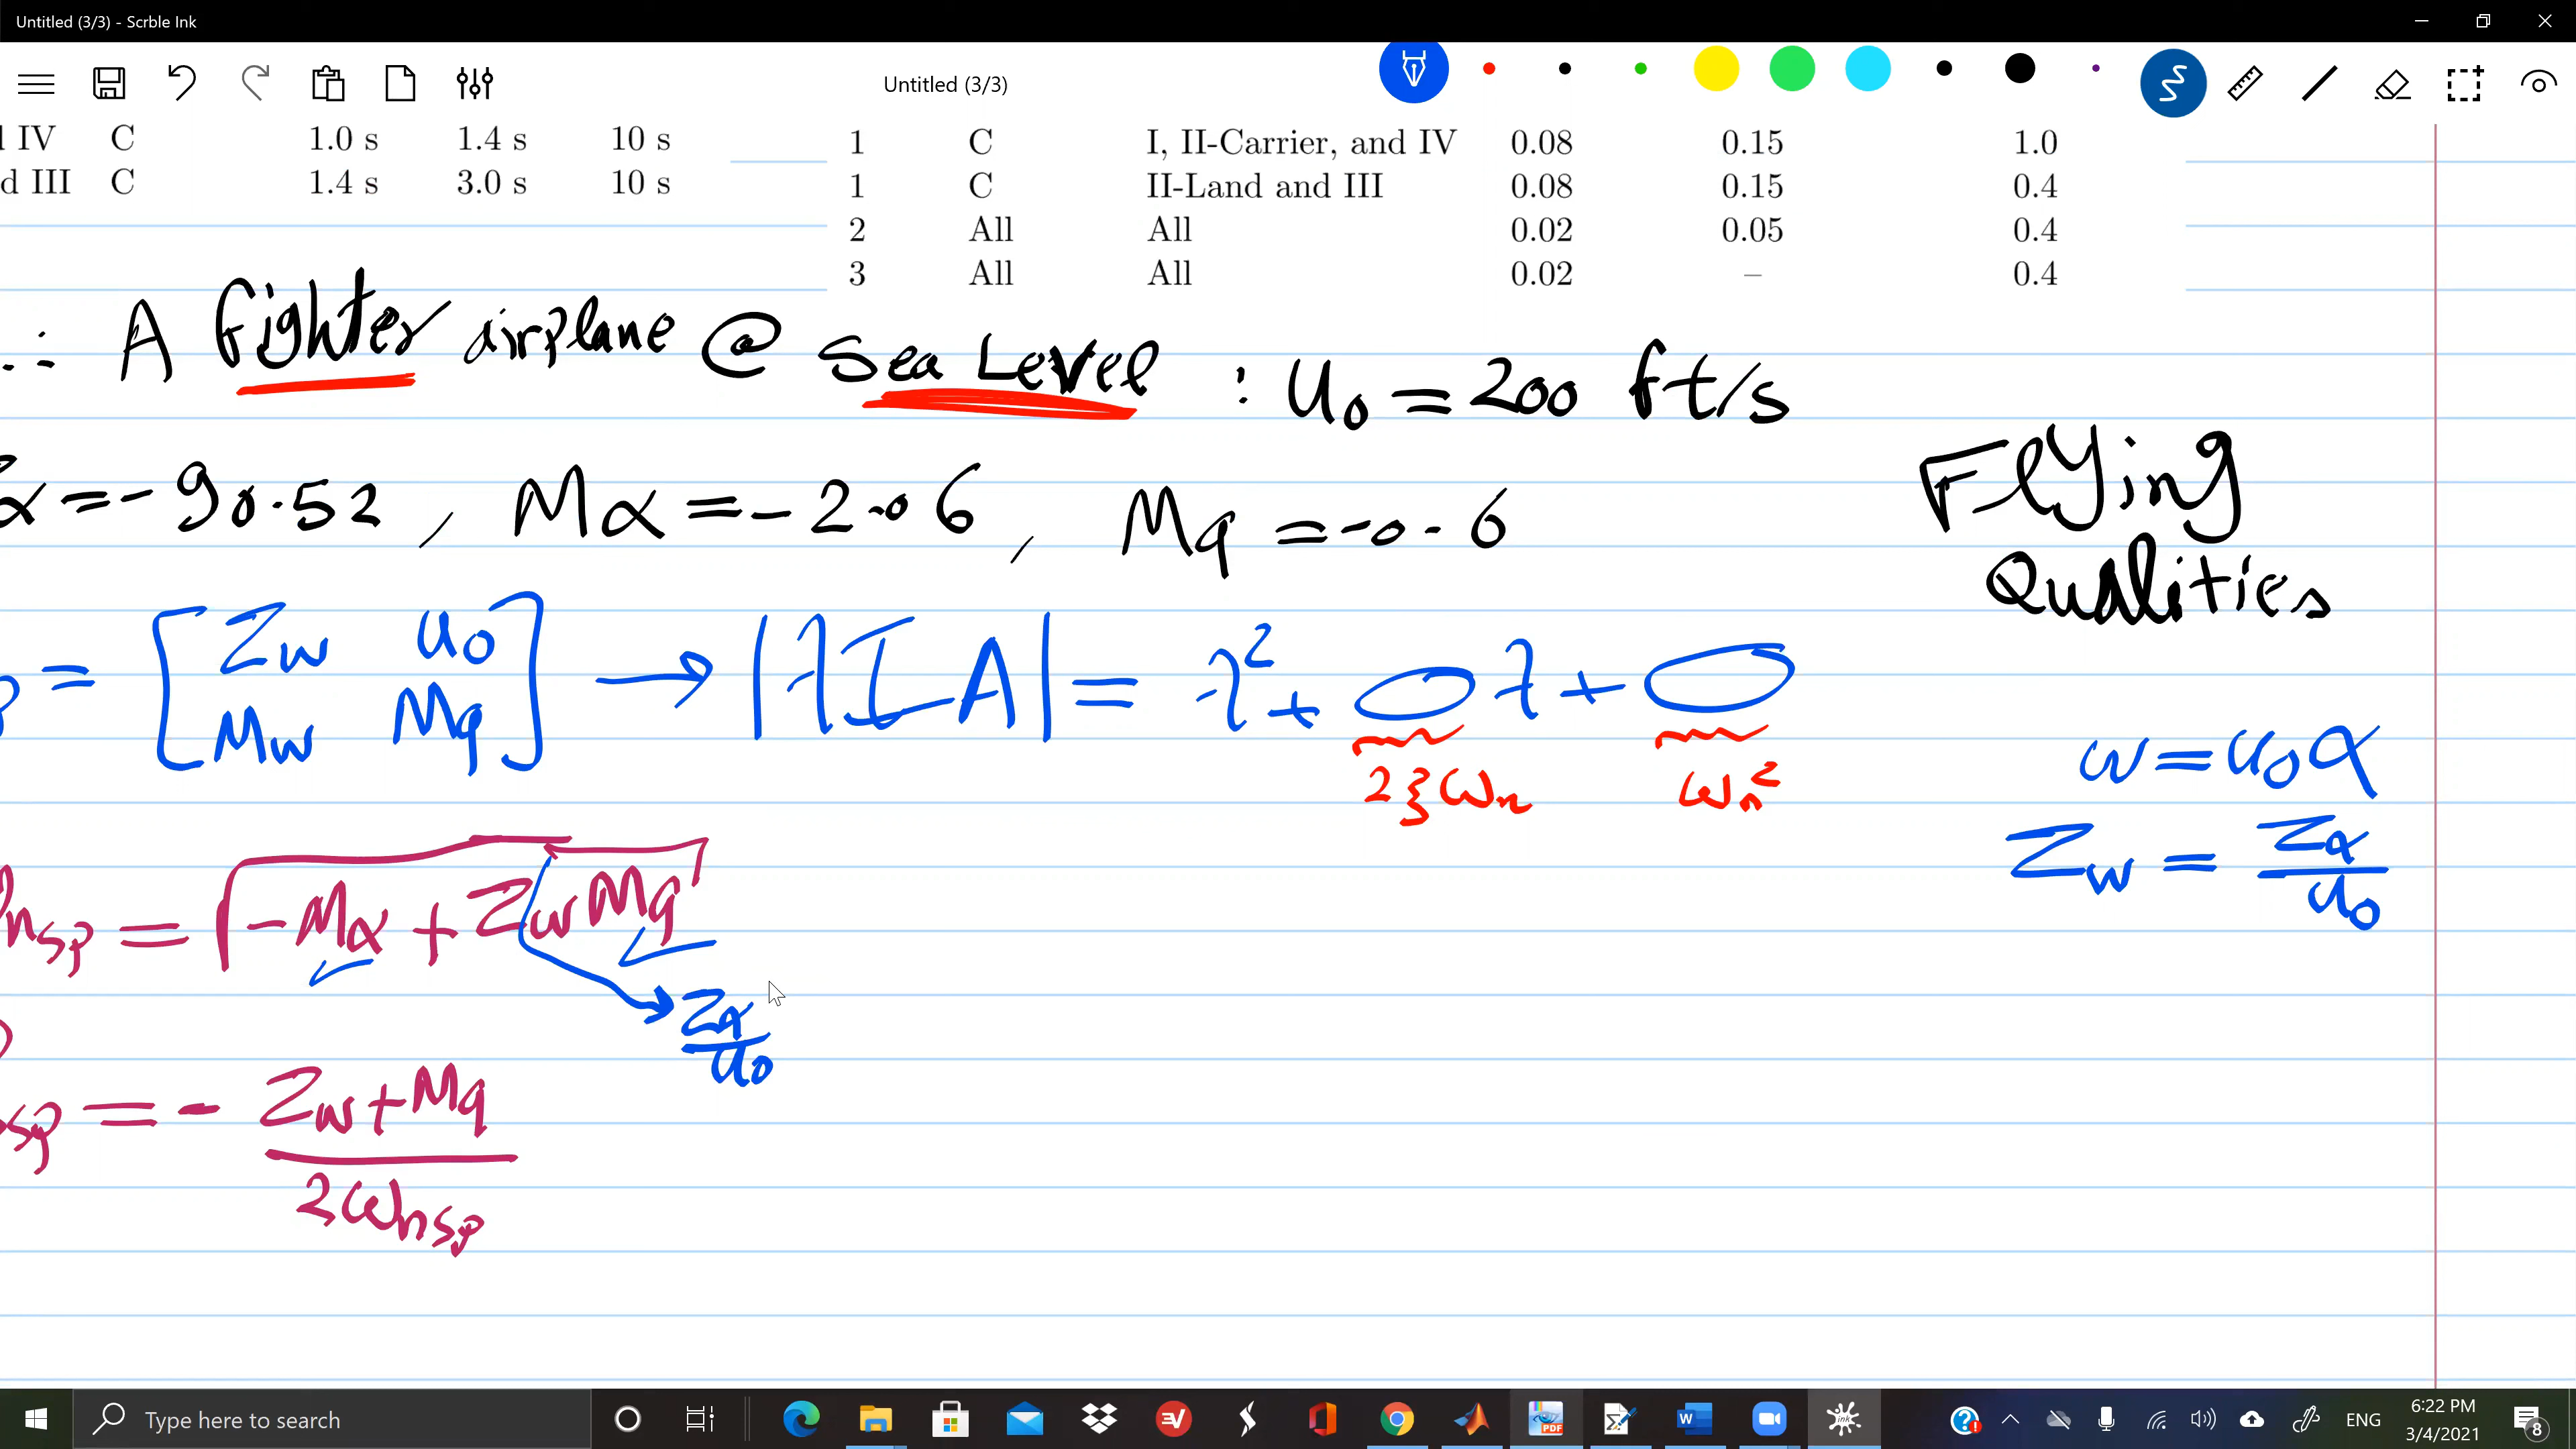 Untitled (3/3) - Scrble Ink
Untitled (3/3)
IV C 1.0 s 1.4 s 10 s
d III C 1.4 s 3.0 s 10 s
1 C I, II-Carrier, and IV 0.08 0.15 1.0
1 C II-Land and III 0.08 0.15 0.4
2 All All 0.02 0.05 0.4
3 All All 0.02 – 0.4
A fighter airplane @ Sea Level : u₀ = 200 ft/s
α = -90.52 , Mα = -2.06 , Mq = -0.6
Flying
Qualities
= [ Zw u₀
Mw Mq ] → |λI-A| = λ² + O λ + O
2ξωn ωn²
w = u₀α
Zw = Zα/u₀
nsp = √-Mα + ZwMq
Zα/u₀
sp = - Zw+Mq
2ωnsp
Type here to search
ENG
6:22 PM
3/4/2021
8